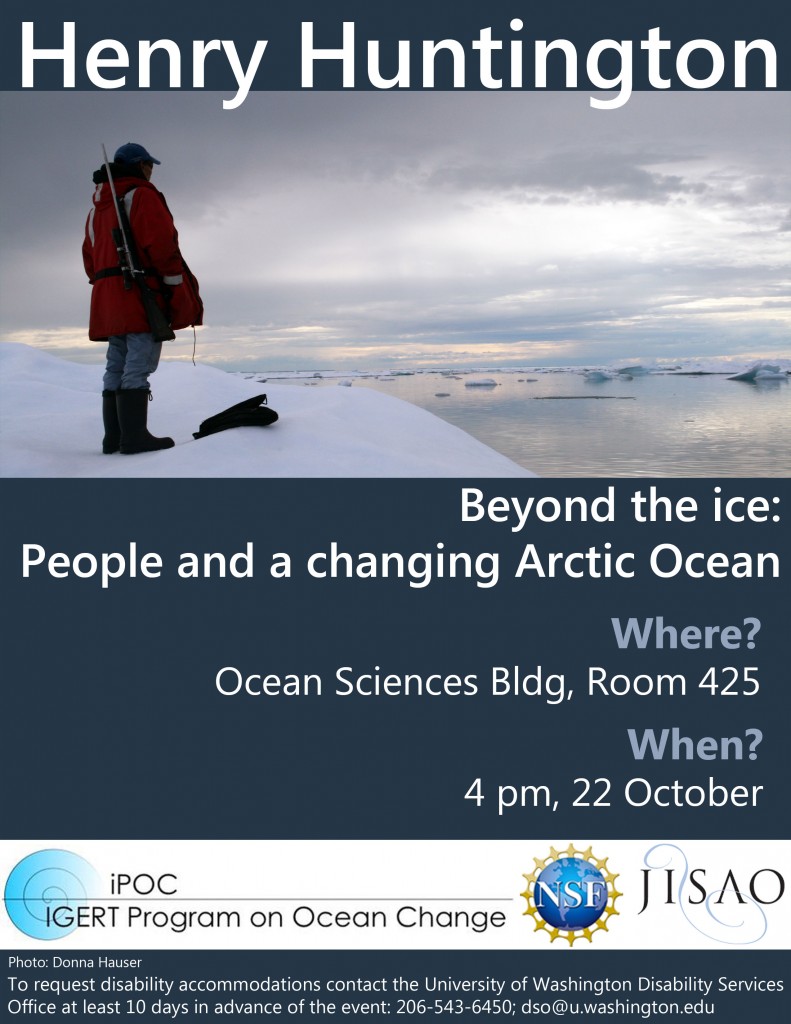 Henry Huntington
Beyond the ice:
People and a changing Arctic Ocean
Where?
Ocean Sciences Bldg, Room 425
When?
4 pm, 22 October
iPOC
IGERT Program on Ocean Change
NSF
JISAO
Photo: Donna Hauser
To request disability accommodations contact the University of Washington Disability Services
Office at least 10 days in advance of the event: 206-543-6450; dso@u.washington.edu